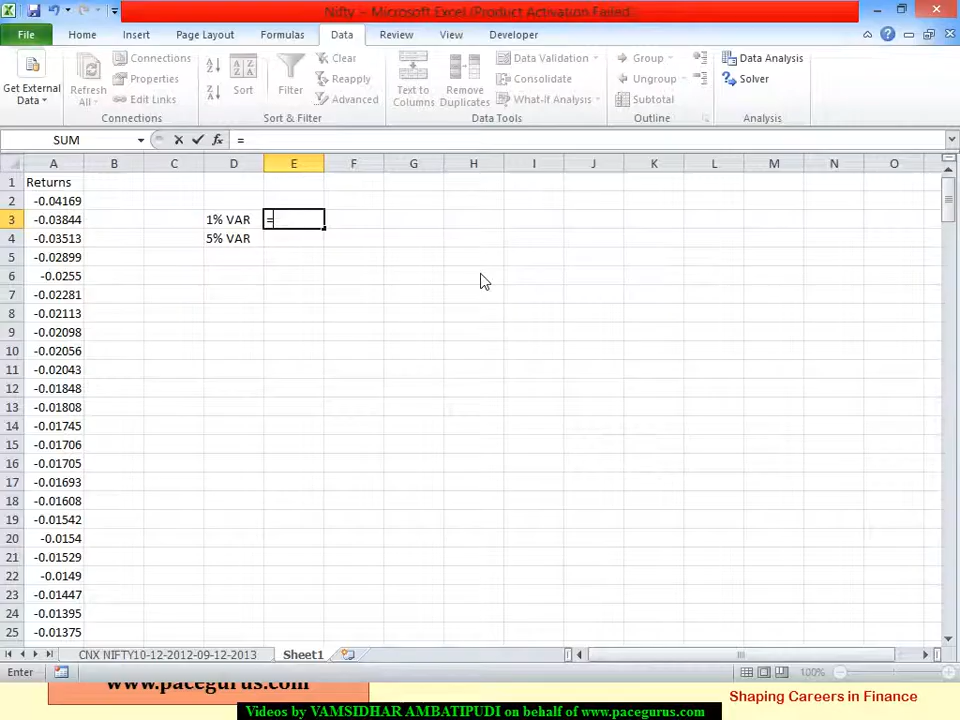 Nifty - Microsoft Excel (Product Activation Failed)
File Home Insert Page Layout Formulas Data Review View Developer
Get External Data
Refresh All
Connections
Properties
Edit Links
Connections
Sort
Filter
Clear
Reapply
Advanced
Sort & Filter
Text to Columns
Remove Duplicates
Data Validation
Consolidate
What-If Analysis
Data Tools
Group
Ungroup
Subtotal
Outline
Data Analysis
Solver
Analysis
SUM fx =
A B C D E F G H I J K L M N O
1 Returns
2 -0.04169
3 -0.03844 1% VAR =
4 -0.03513 5% VAR
5 -0.02899
6 -0.0255
7 -0.02281
8 -0.02113
9 -0.02098
10 -0.02056
11 -0.02043
12 -0.01848
13 -0.01808
14 -0.01745
15 -0.01706
16 -0.01705
17 -0.01693
18 -0.01608
19 -0.01542
20 -0.0154
21 -0.01529
22 -0.0149
23 -0.01447
24 -0.01395
25 -0.01375
CNX NIFTY10-12-2012-09-12-2013 Sheet1
Enter 100%
www.pacegurus.com
Shaping Careers in Finance
Videos by VAMSIDHAR AMBATIPUDI on behalf of www.pacegurus.com